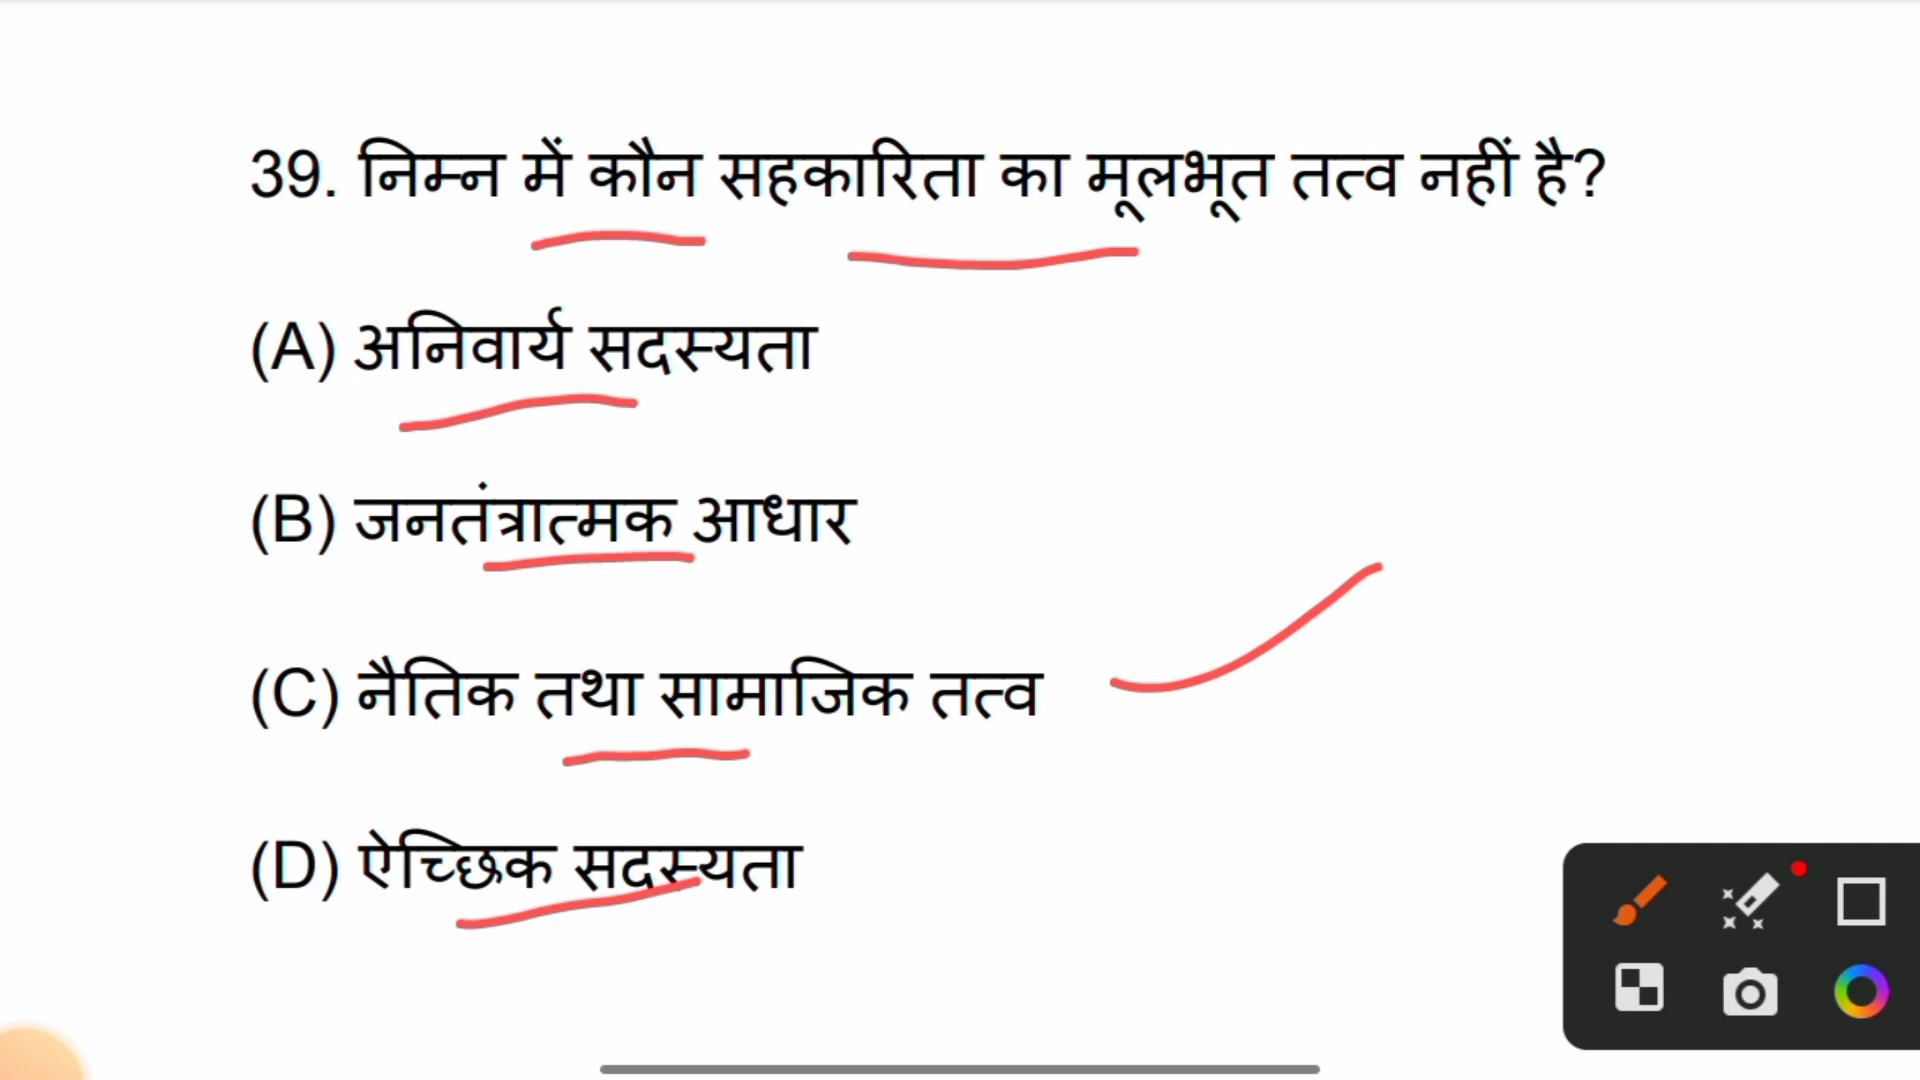 39. निम्न में कौन सहकारिता का मूलभूत तत्व नहीं है?
(A) अनिवार्य सदस्यता
(B) जनतंत्रात्मक आधार
(C) नैतिक तथा सामाजिक तत्व
(D) ऐच्छिक सदस्यता